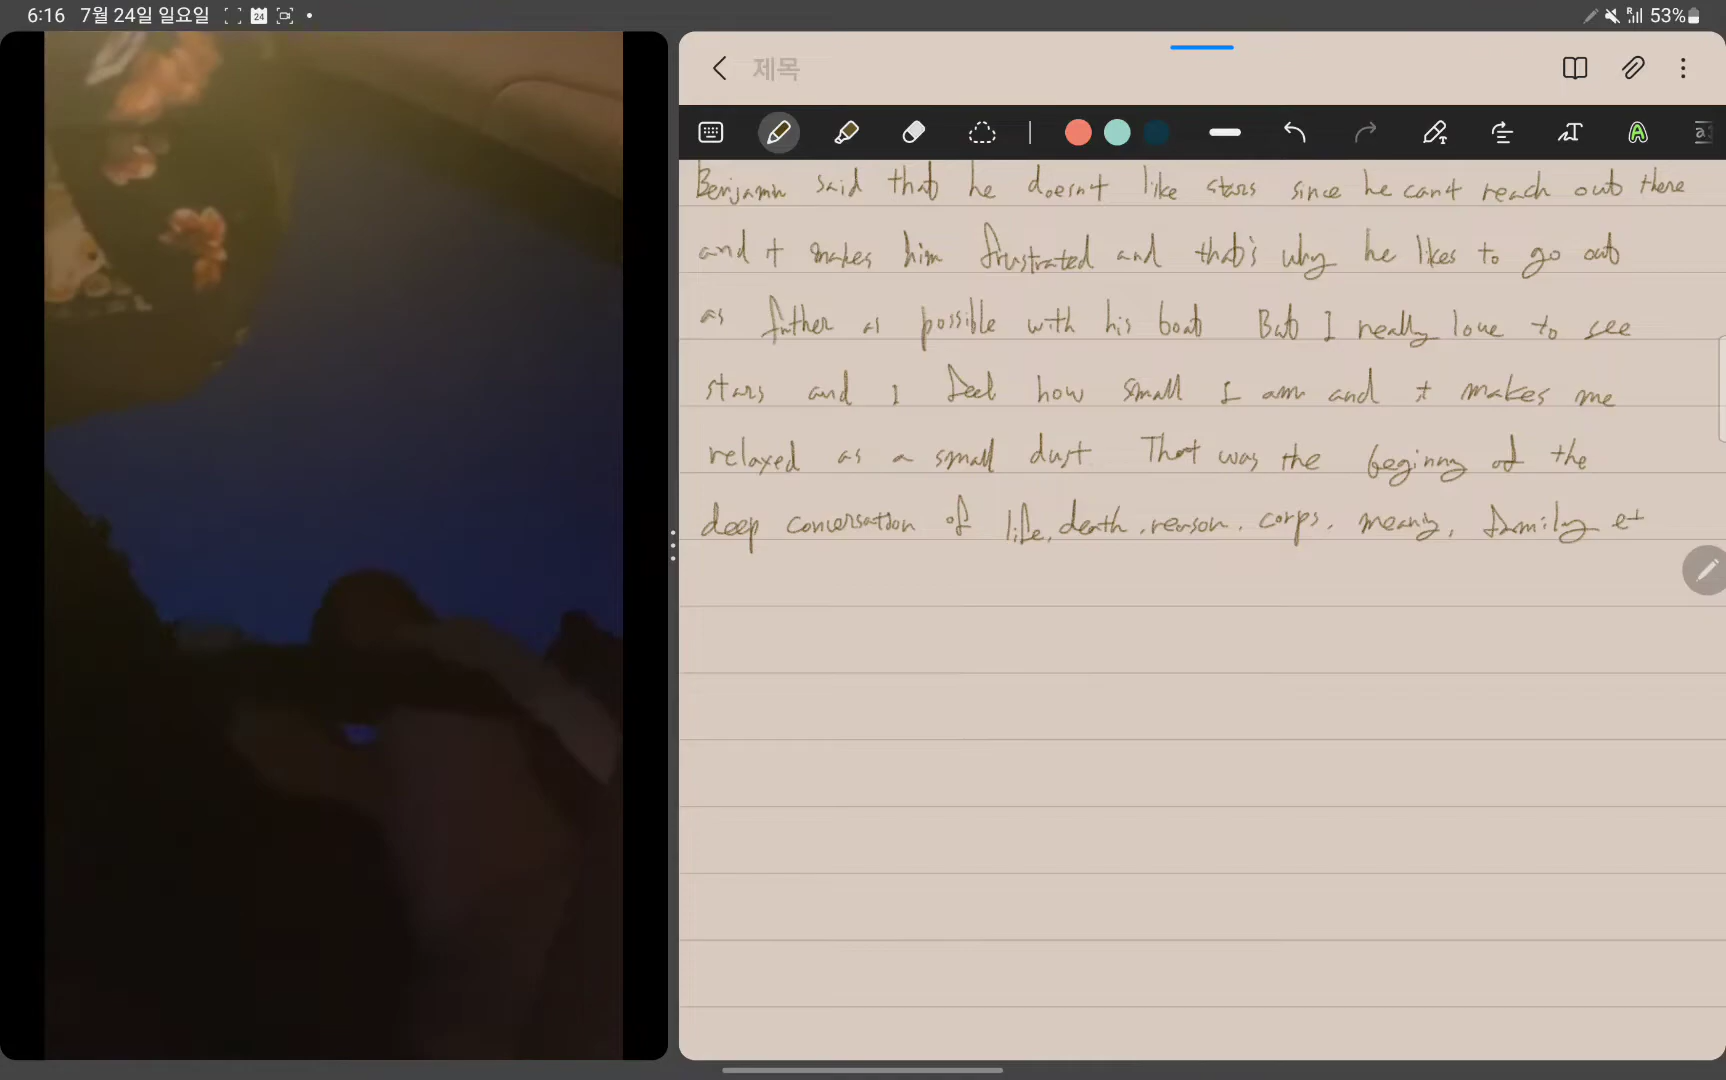 6:16 7월 24일 일요일 24 53%
제목
Benjamin said that he doesn't like stars since he can't reach out there
and it makes him frustrated and that's why he likes to go out
as futher as possible with his boat But I really love to see
stars and I feel how small I am and it makes me
relaxed as a small dust. That was the beginnng of the
deep conversation of life, death, reason, corps, meanig, family et